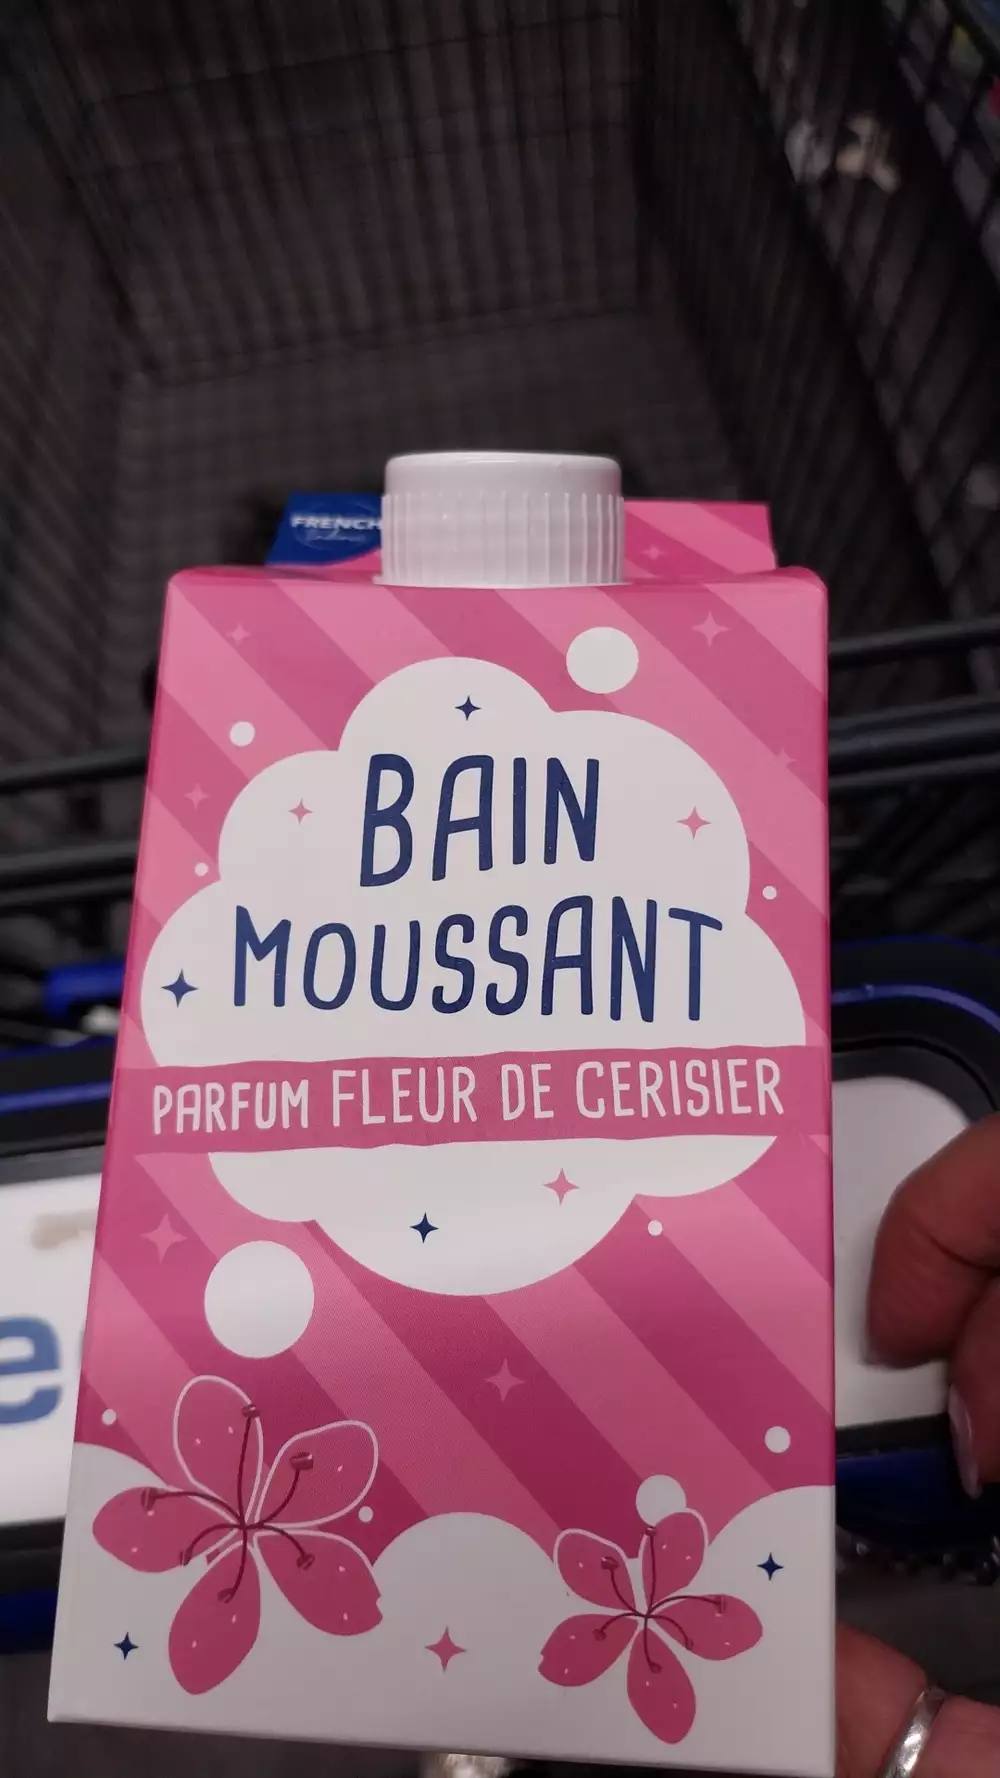 FRENCH
BAIN
MOUSSANT
PARFUM FLEUR DE CERISIER
e